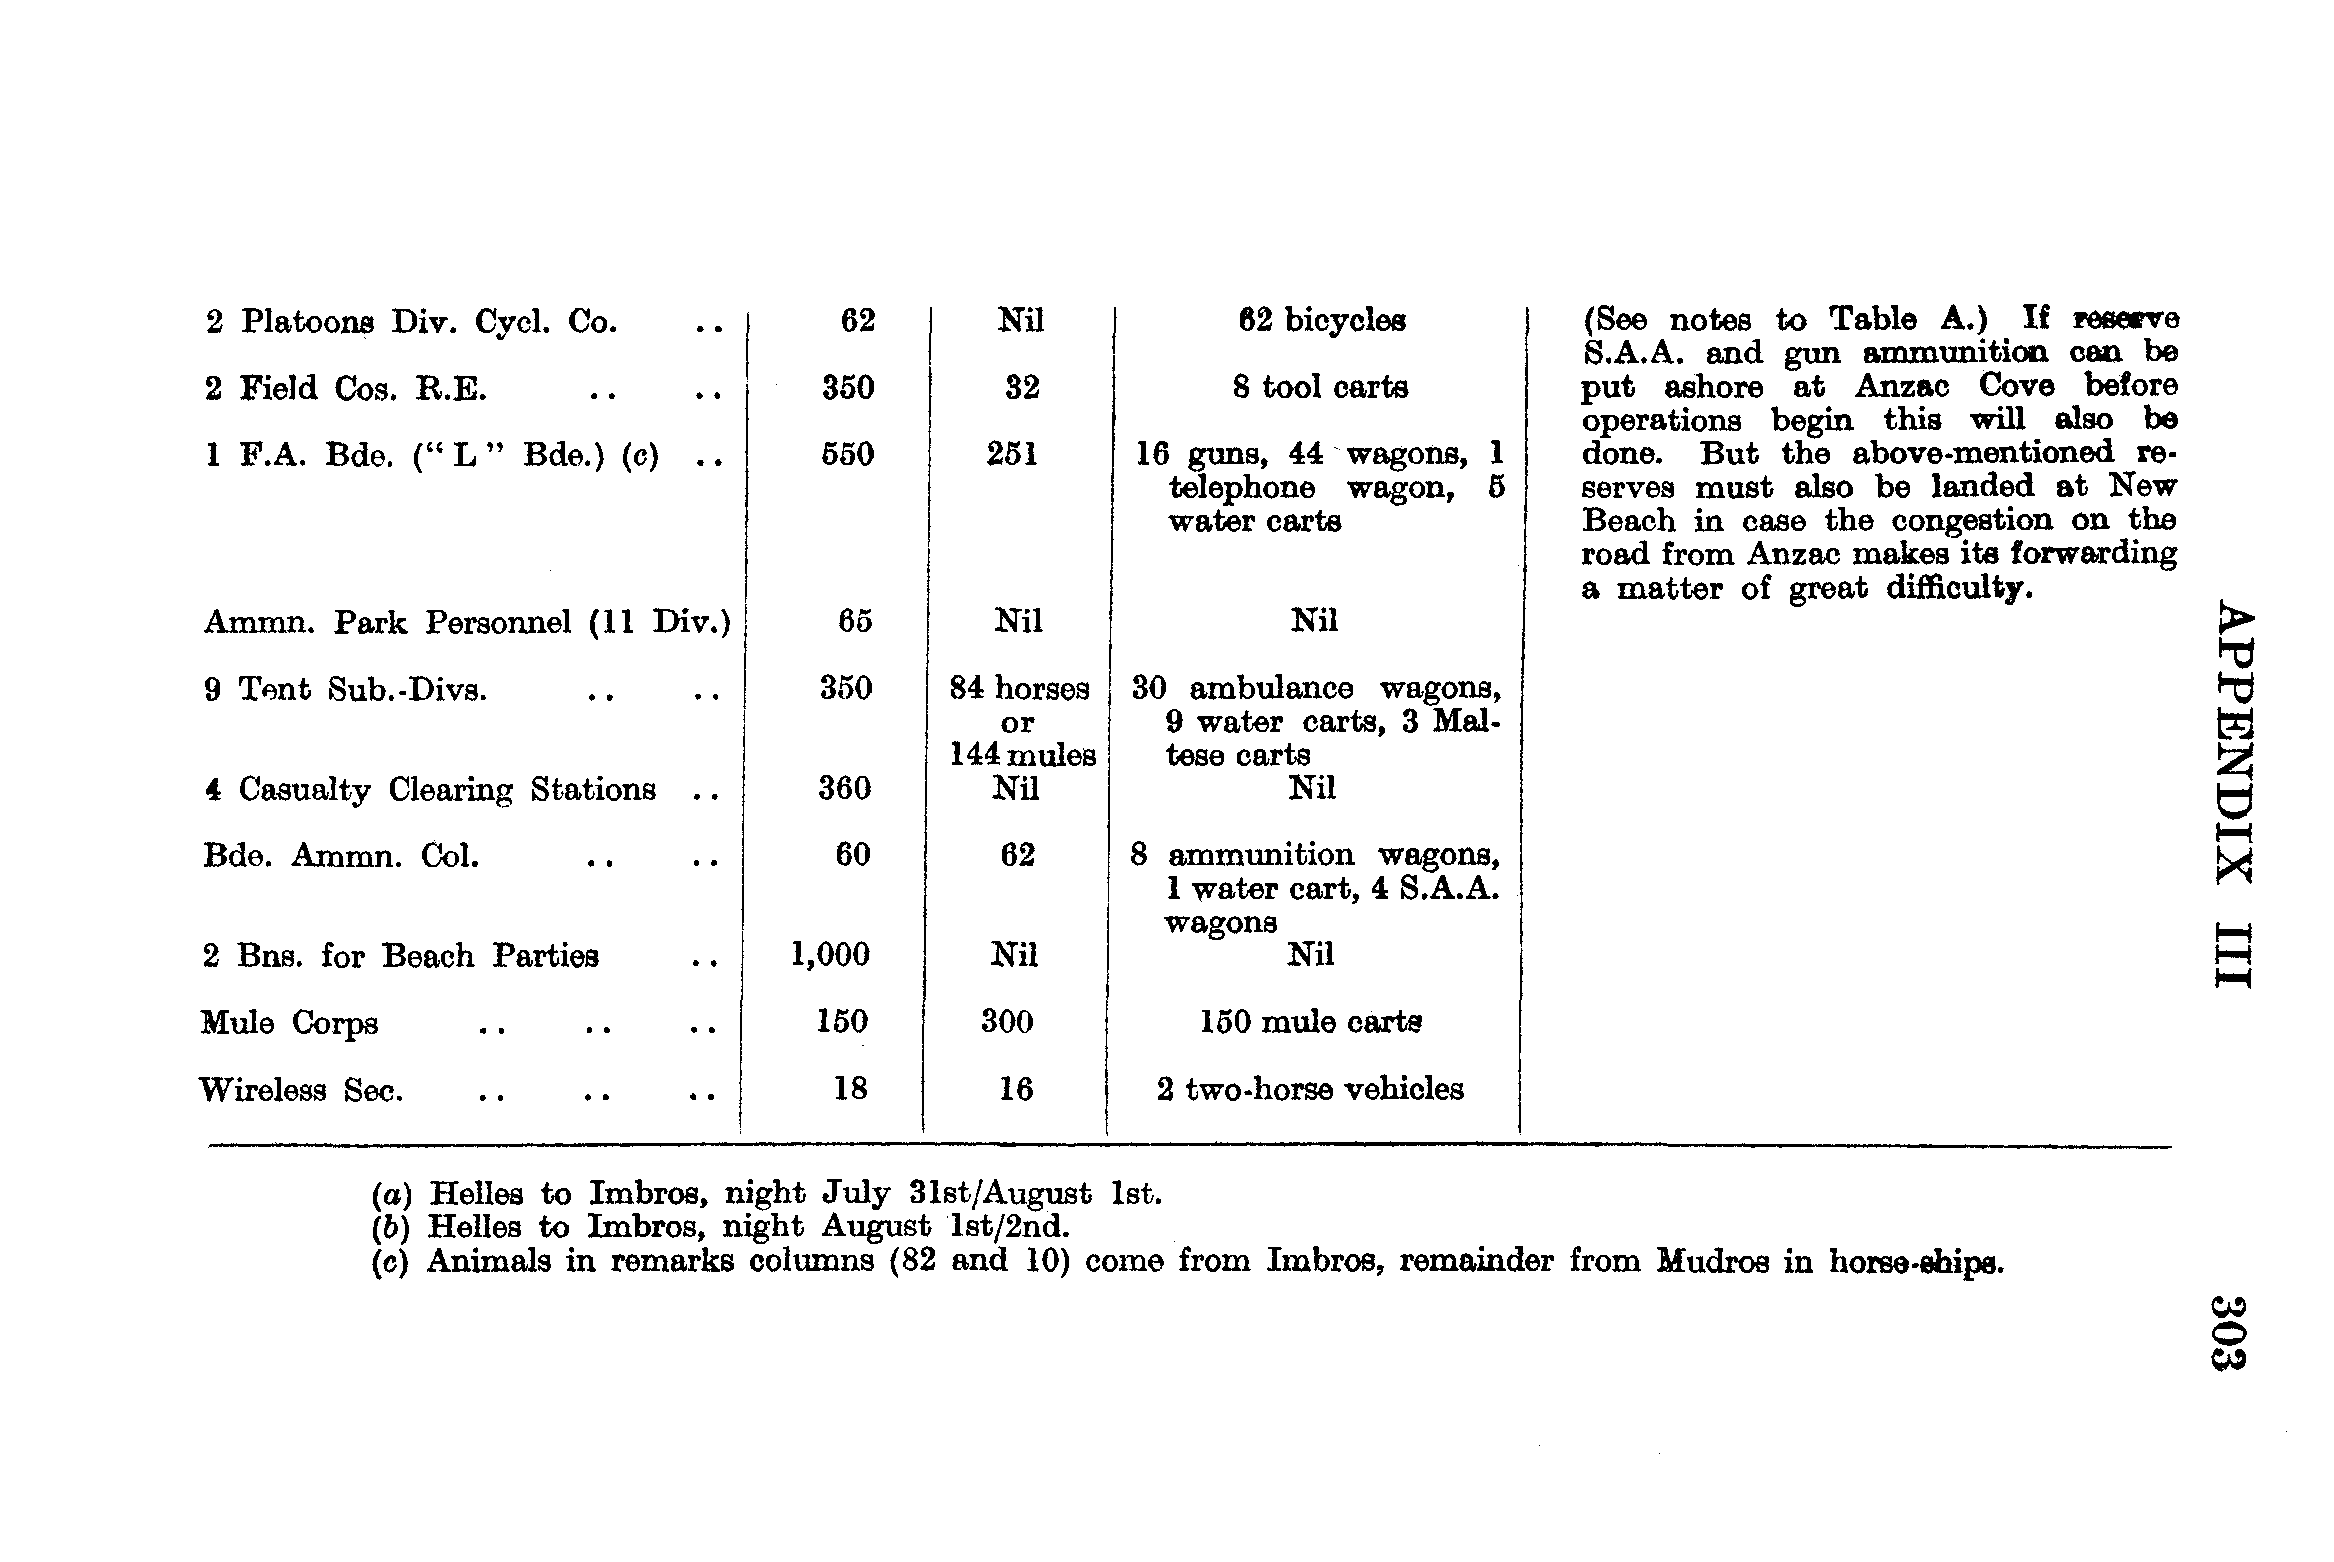 2 Platoons Div. Cycl. Co. .. 62 Nil 62 bicycles
2 Field Cos. R.E. .. .. 350 32 8 tool carts
1 F.A. Bde. (“L” Bde.) (c) .. 550 251 16 guns, 44 wagons, 1
telephone wagon, 5
water carts
Ammn. Park Personnel (11 Div.) 65 Nil Nil
9 Tent Sub.-Divs. .. .. 350 84 horses 30 ambulance wagons,
or 9 water carts, 3 Mal-
144 mules tese carts
4 Casualty Clearing Stations .. 360 Nil Nil
Bde. Ammn. Col. .. .. 60 62 8 ammunition wagons,
1 water cart, 4 S.A.A.
wagons
2 Bns. for Beach Parties .. 1,000 Nil Nil
Mule Corps .. .. .. 150 300 150 mule carts
Wireless Sec. .. .. .. 18 16 2 two-horse vehicles
(See notes to Table A.) If reserve
S.A.A. and gun ammunition can be
put ashore at Anzac Cove before
operations begin this will also be
done. But the above-mentioned re-
serves must also be landed at New
Beach in case the congestion on the
road from Anzac makes its forwarding
a matter of great difficulty.
(a) Helles to Imbros, night July 31st/August 1st.
(b) Helles to Imbros, night August 1st/2nd.
(c) Animals in remarks columns (82 and 10) come from Imbros, remainder from Mudros in horse-ships.
APPENDIX III
303